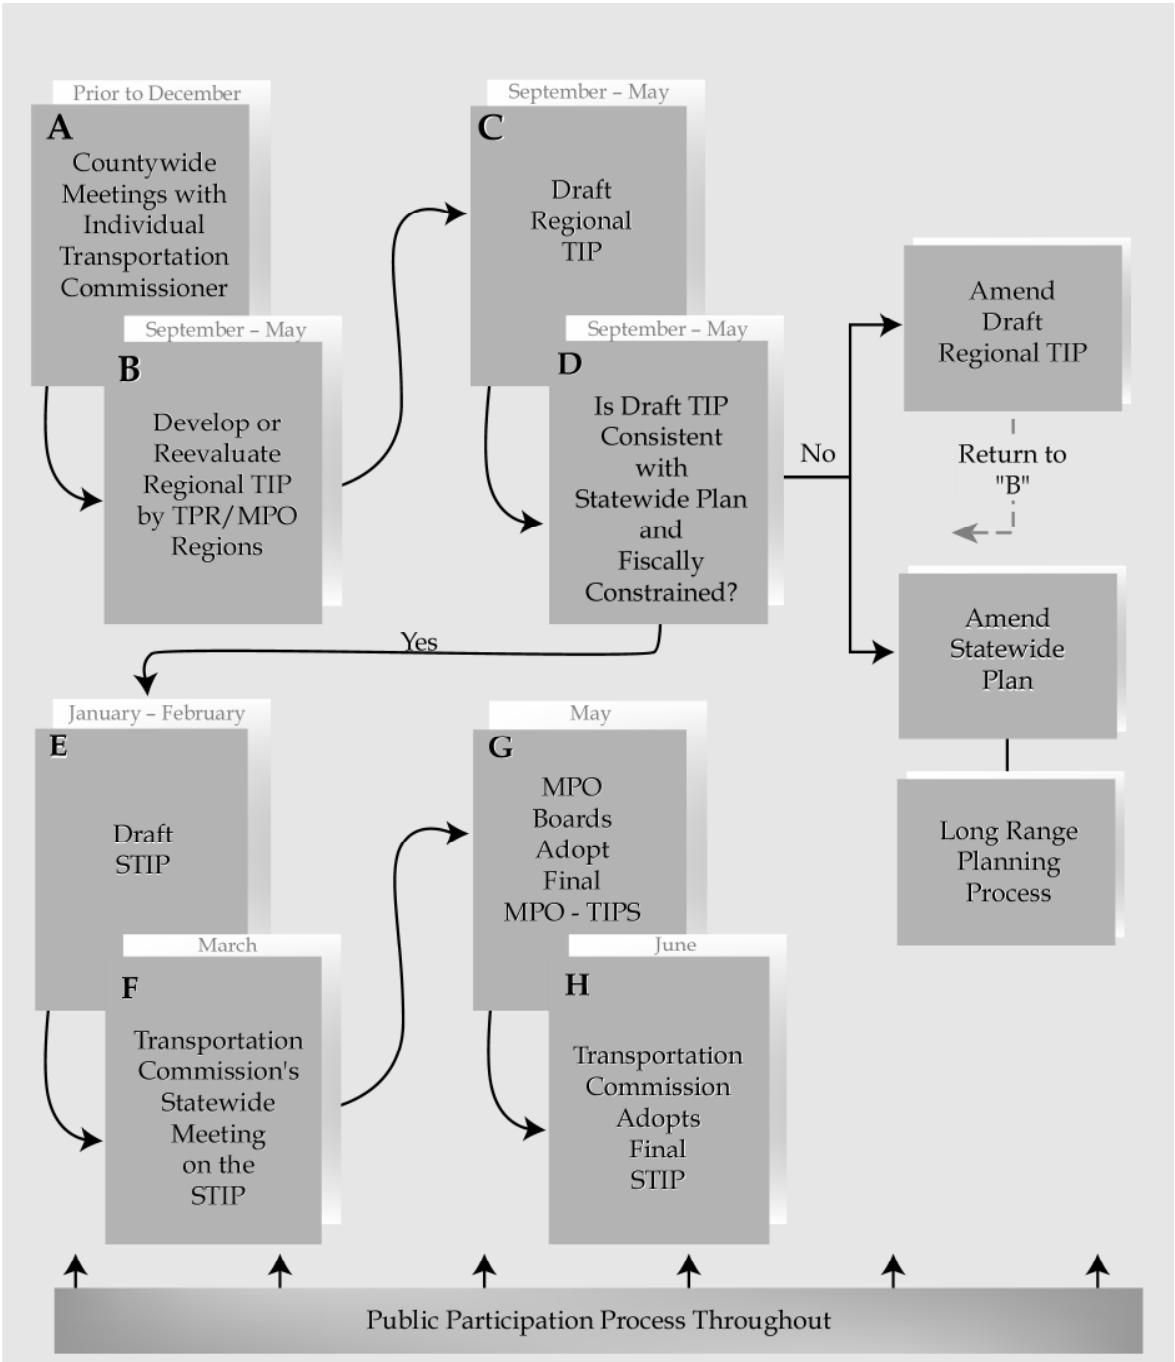 Prior to December
A
Countywide
Meetings with
Individual
Transportation
Commissioner
September – May
B
Develop or
Reevaluate
Regional TIP
by TPR/MPO
Regions
September – May
C
Draft
Regional
TIP
September – May
D
Is Draft TIP
Consistent
with
Statewide Plan
and
Fiscally
Constrained?
No
Amend
Draft
Regional TIP
Return to
"B"
Amend
Statewide
Plan
Long Range
Planning
Process
Yes
January – February
E
Draft
STIP
March
F
Transportation
Commission's
Statewide
Meeting
on the
STIP
May
G
MPO
Boards
Adopt
Final
MPO - TIPS
June
H
Transportation
Commission
Adopts
Final
STIP
Public Participation Process Throughout